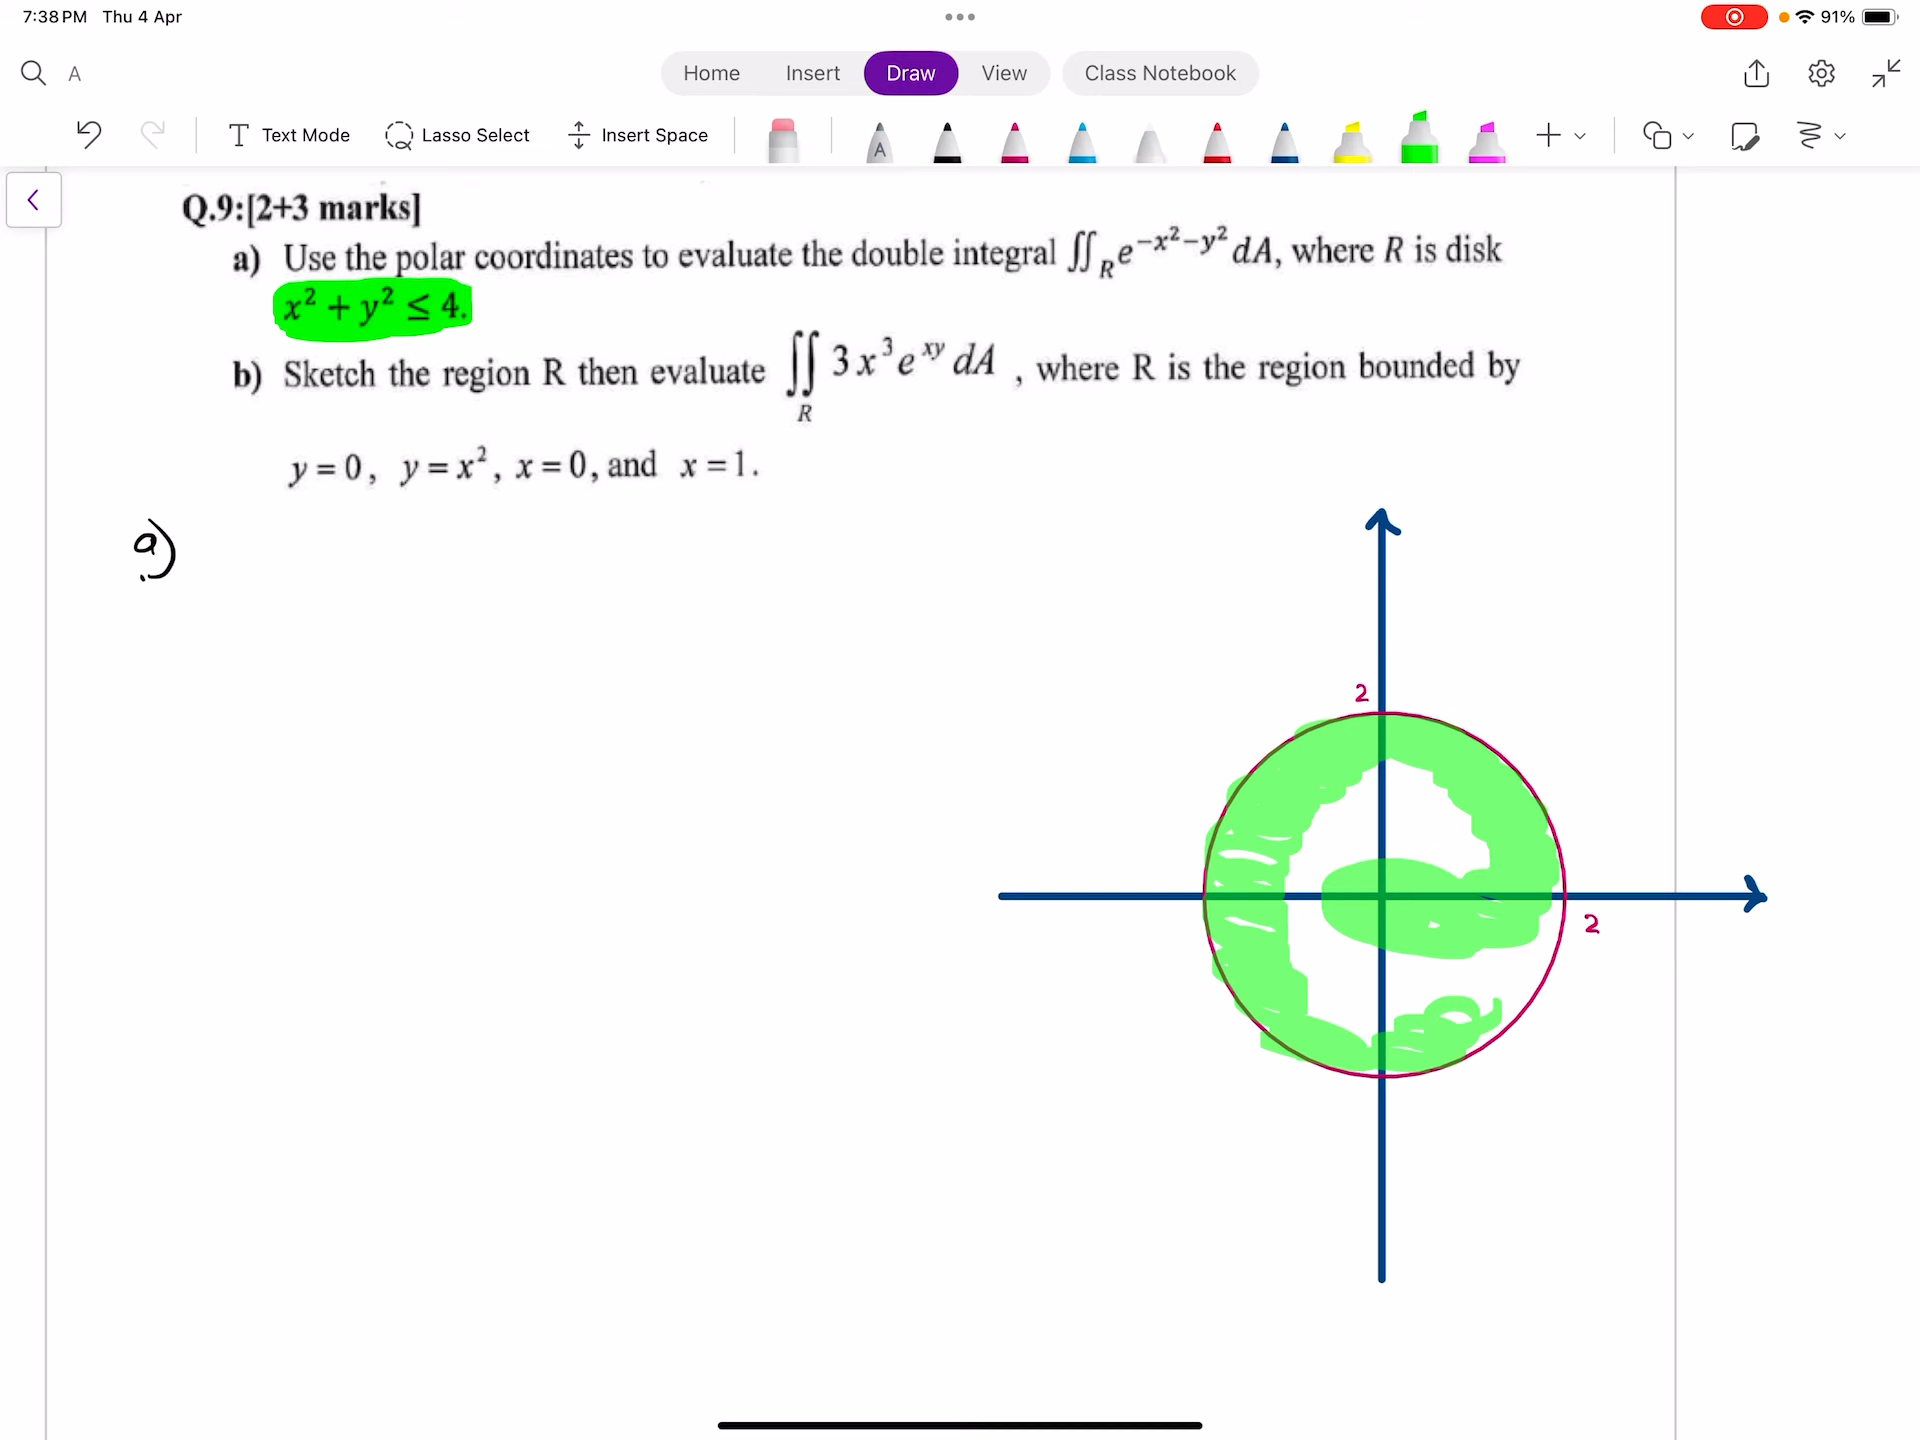 7:38 PM Thu 4 Apr
91%
A
Home Insert Draw View Class Notebook
Text Mode Lasso Select Insert Space
A
Q.9:[2+3 marks]
a) Use the polar coordinates to evaluate the double integral ∬_R e^{-x²-y²} dA, where R is disk
x² + y² ≤ 4.
b) Sketch the region R then evaluate ∬_R 3x³e^{xy} dA , where R is the region bounded by
y = 0, y = x², x = 0, and x = 1.
a)
2
2